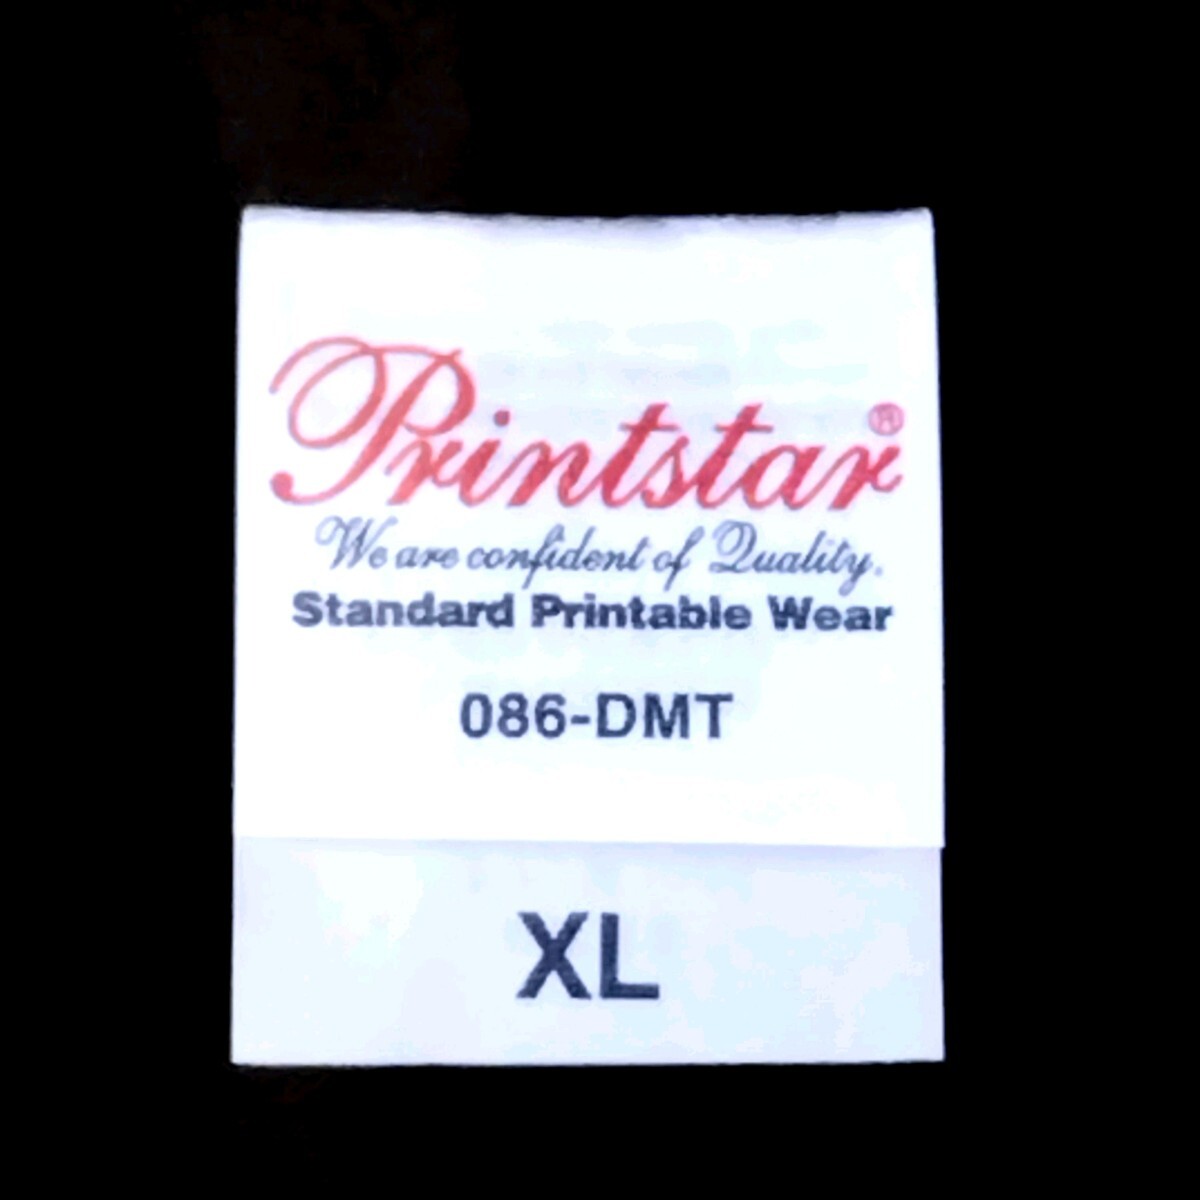 Printstar®
We are confident of Quality.
Standard Printable Wear
086-DMT
XL